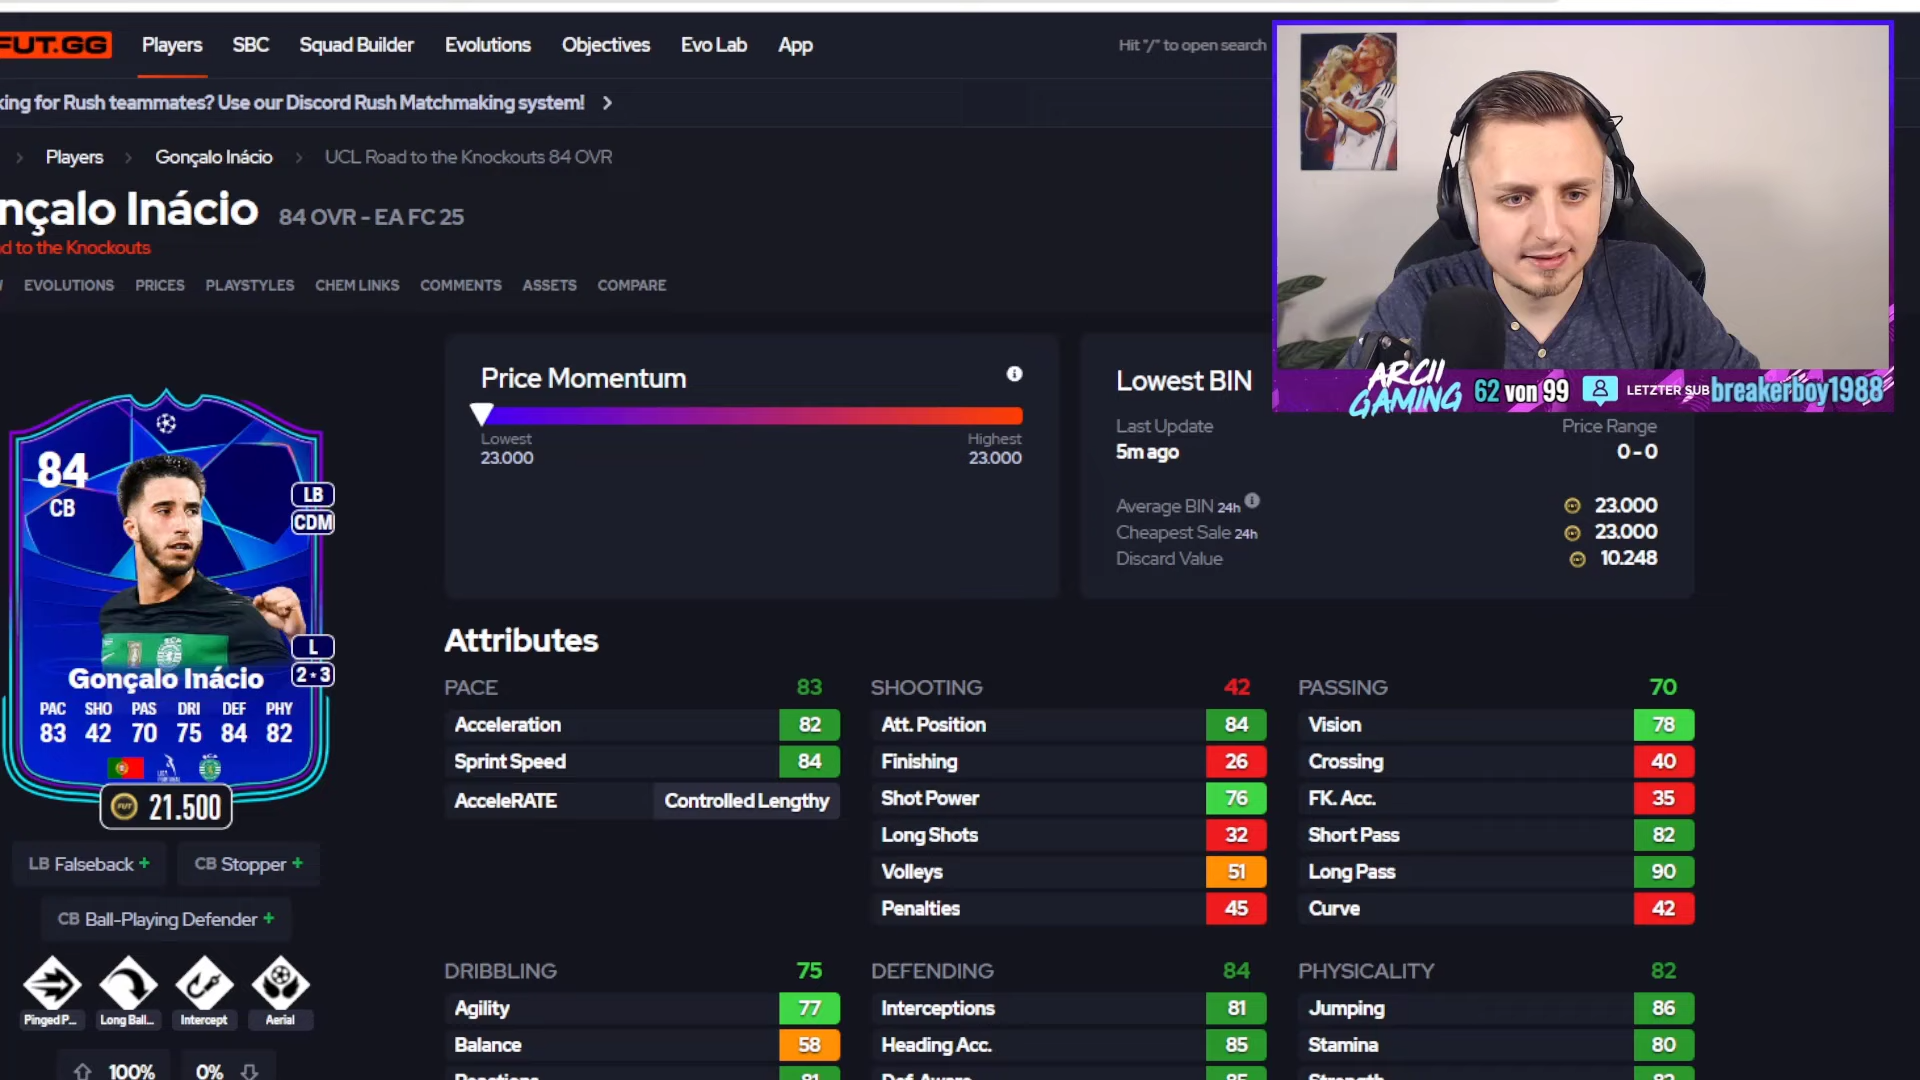 FUT.GG
Players
SBC
Squad Builder
Evolutions
Objectives
Evo Lab
App
Hit "/" to open search
king for Rush teammates? Use our Discord Rush Matchmaking system!
Players
Gonçalo Inácio
UCL Road to the Knockouts 84 OVR
nçalo Inácio 84 OVR - EA FC 25
d to the Knockouts
EVOLUTIONS
PRICES
PLAYSTYLES
CHEM LINKS
COMMENTS
ASSETS
COMPARE
ARCII
GAMING
62 von 99
LETZTER SUB breakerboy1988
84
CB
LB
CDM
L
2 ★ 3
Gonçalo Inácio
PAC SHO PAS DRI DEF PHY
83 42 70 75 84 82
21.500
LB Falseback +
CB Stopper +
CB Ball-Playing Defender +
Pinged P...
Long Ball...
Intercept
Aerial
100%
0%
Price Momentum
Lowest
23.000
Highest
23.000
Lowest BIN
Last Update
5m ago
Price Range
0 - 0
Average BIN 24h 23.000
Cheapest Sale 24h 23.000
Discard Value 10.248
Attributes
PACE 83
Acceleration 82
Sprint Speed 84
AcceleRATE Controlled Lengthy
SHOOTING 42
Att. Position 84
Finishing 26
Shot Power 76
Long Shots 32
Volleys 51
Penalties 45
PASSING 70
Vision 78
Crossing 40
FK. Acc. 35
Short Pass 82
Long Pass 90
Curve 42
DRIBBLING 75
Agility 77
Balance 58
Reactions 81
DEFENDING 84
Interceptions 81
Heading Acc. 85
Def. Aware 85
PHYSICALITY 82
Jumping 86
Stamina 80
Strength